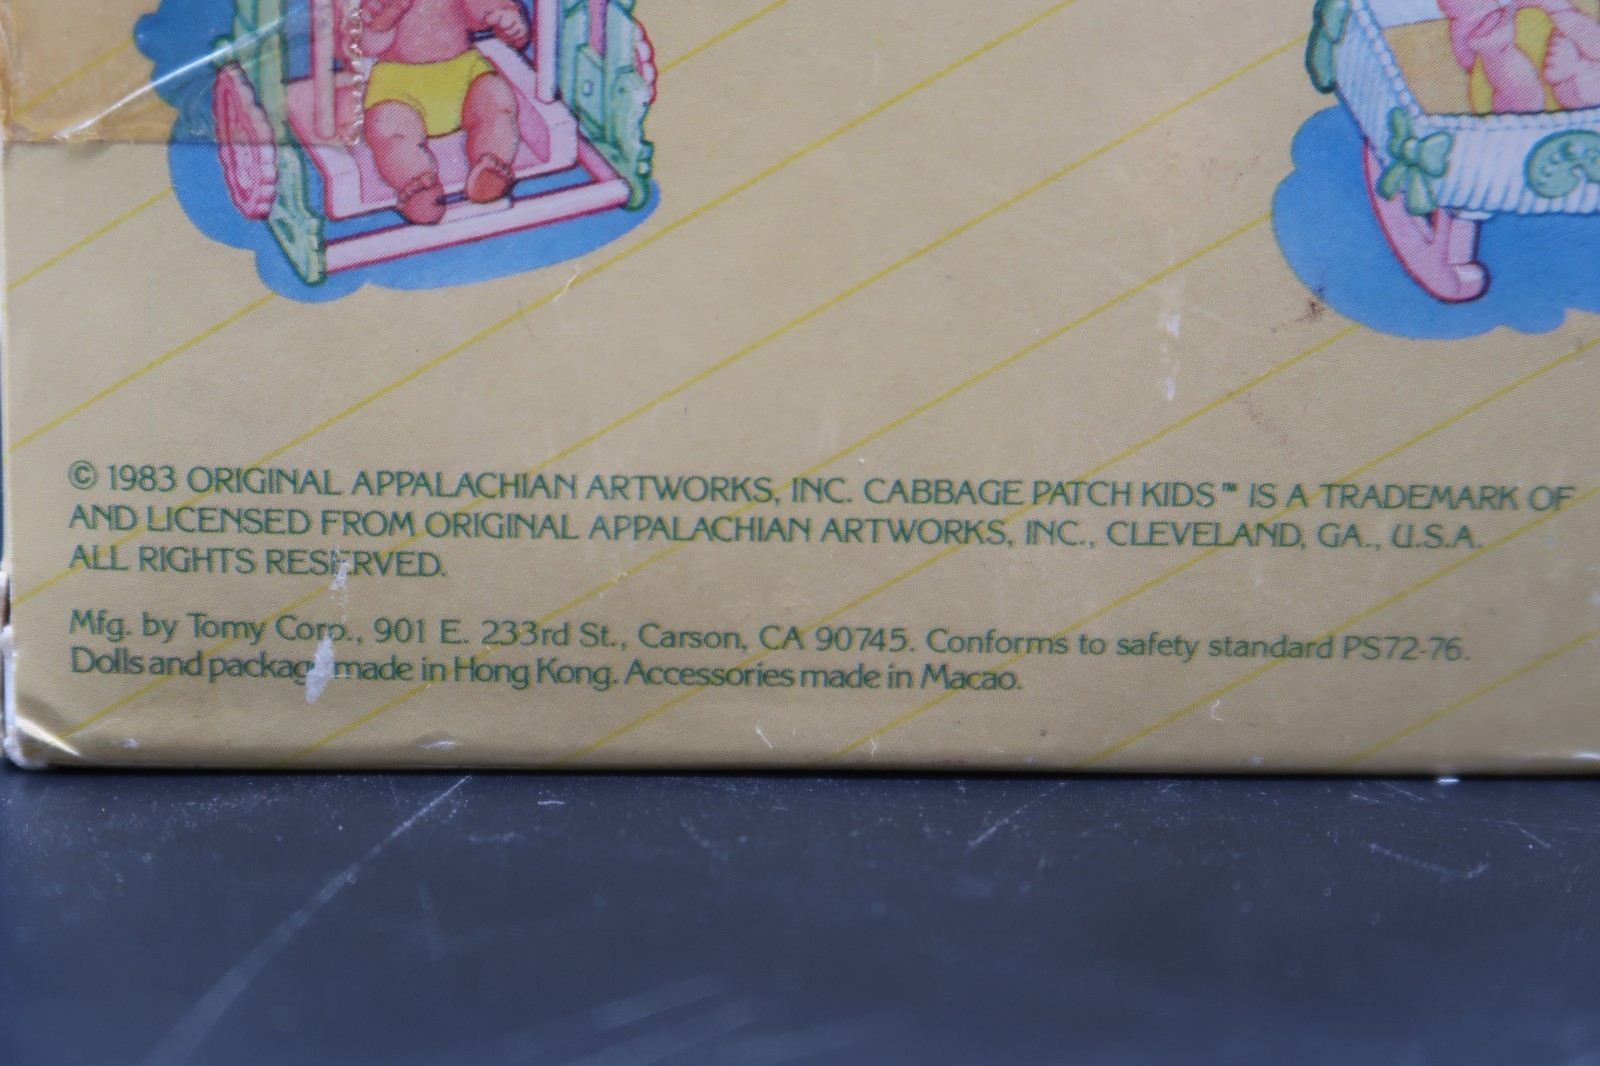 © 1983 ORIGINAL APPALACHIAN ARTWORKS, INC. CABBAGE PATCH KIDS™ IS A TRADEMARK OF
AND LICENSED FROM ORIGINAL APPALACHIAN ARTWORKS, INC., CLEVELAND, GA., U.S.A.
ALL RIGHTS RESERVED.
Mfg. by Tomy Corp., 901 E. 233rd St., Carson, CA 90745. Conforms to safety standard PS72-76.
Dolls and package made in Hong Kong. Accessories made in Macao.